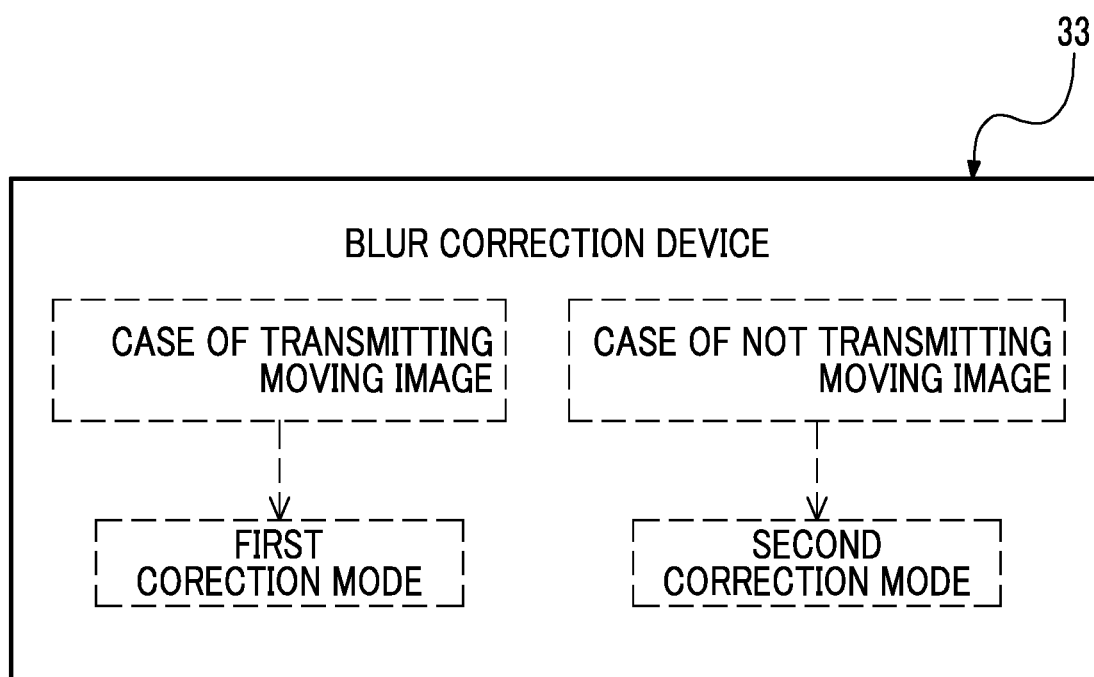 33
BLUR CORRECTION DEVICE
CASE OF TRANSMITTING
MOVING IMAGE
CASE OF NOT TRANSMITTING
MOVING IMAGE
FIRST
CORECTION MODE
SECOND
CORRECTION MODE